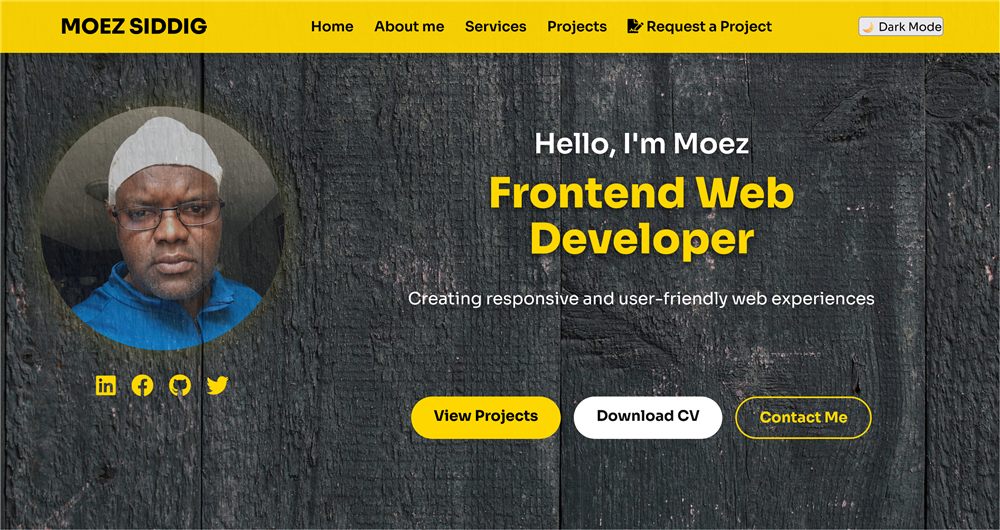 MOEZ SIDDIG
Home About me Services Projects Request a Project
🌙 Dark Mode
Hello, I'm Moez
Frontend Web
Developer
Creating responsive and user-friendly web experiences
View Projects Download CV Contact Me